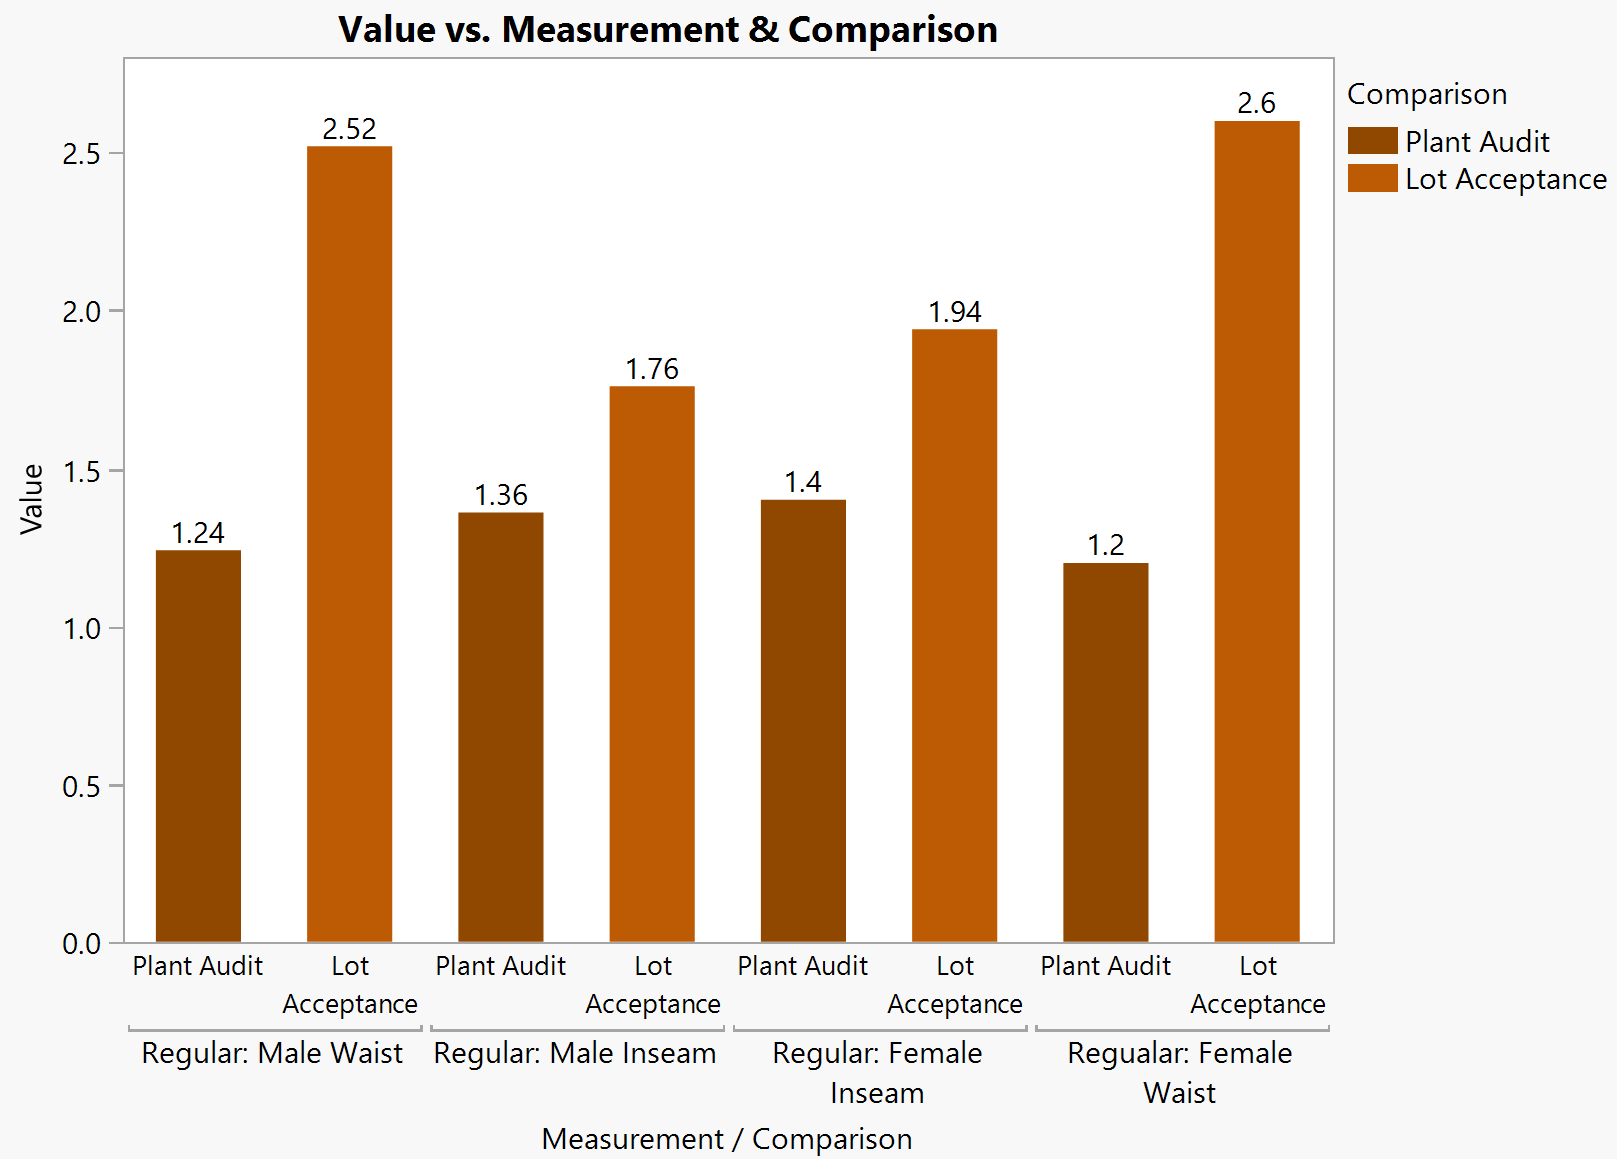 Value vs. Measurement & Comparison
Comparison
Plant Audit
Lot Acceptance
Value
2.5
2.0
1.5
1.0
0.5
0.0
1.24
2.52
1.36
1.76
1.4
1.94
1.2
2.6
Plant Audit
Lot
Acceptance
Plant Audit
Lot
Acceptance
Plant Audit
Lot
Acceptance
Plant Audit
Lot
Acceptance
Regular: Male Waist
Regular: Male Inseam
Regular: Female
Inseam
Regualar: Female
Waist
Measurement / Comparison